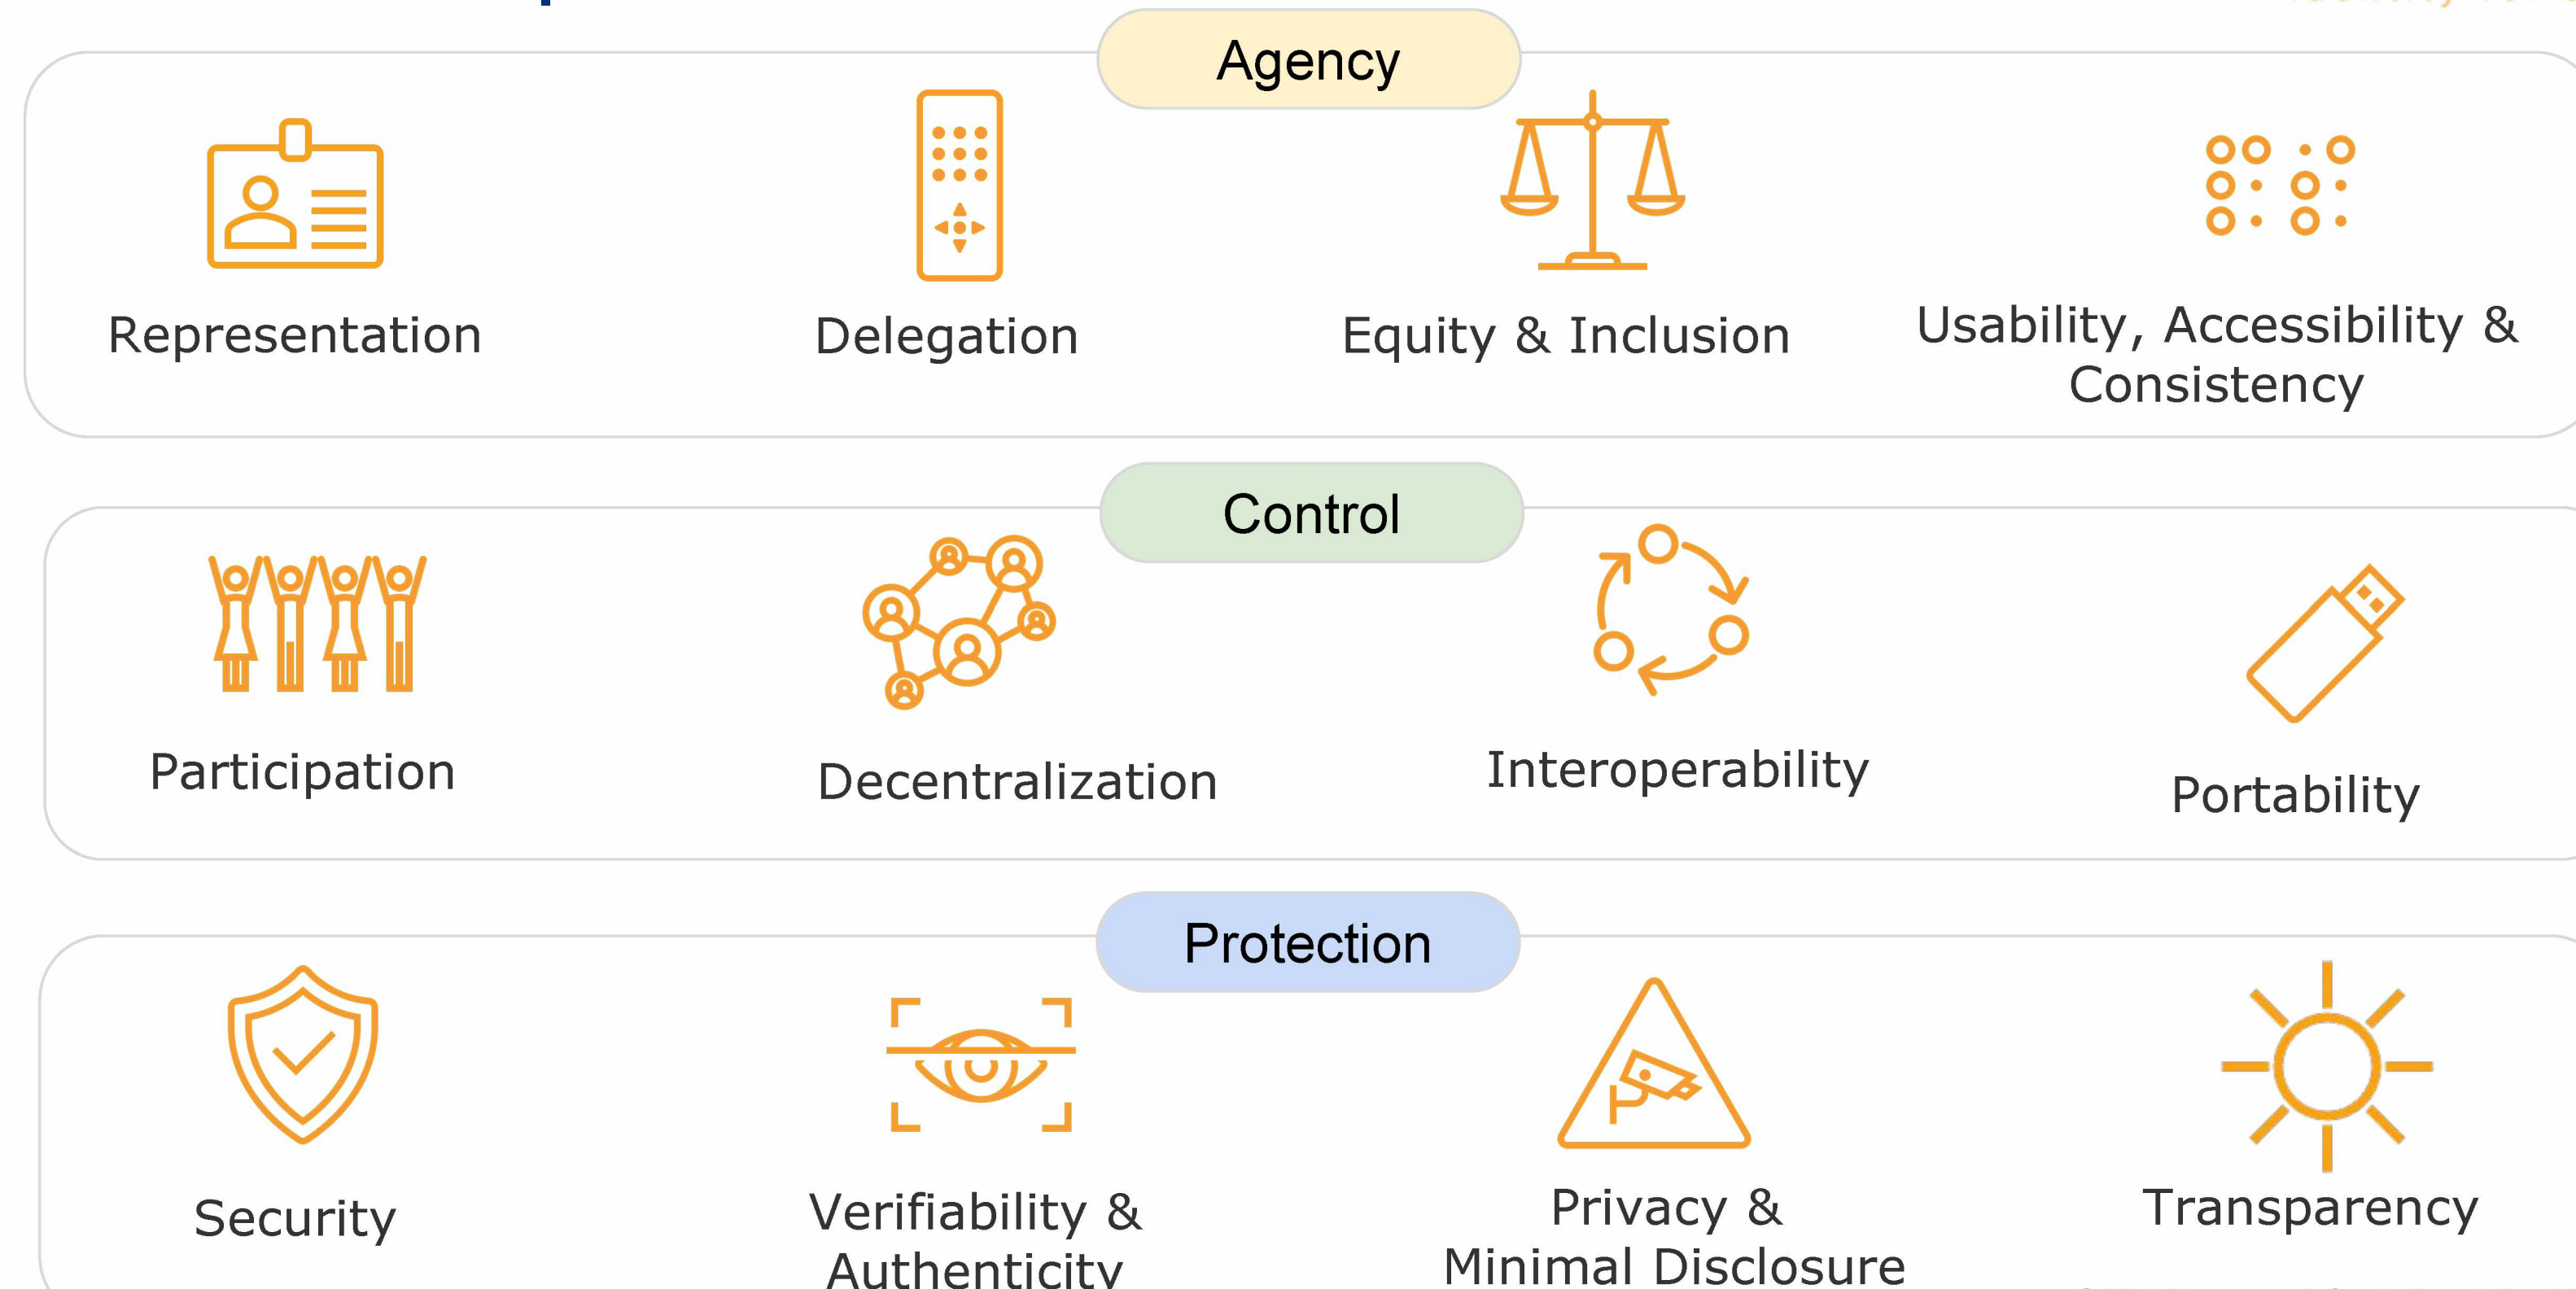 Agency
Representation
Delegation
Equity & Inclusion
Usability, Accessibility &
Consistency
Control
Participation
Decentralization
Interoperability
Portability
Protection
Security
Verifiability &
Authenticity
Privacy &
Minimal Disclosure
Transparency